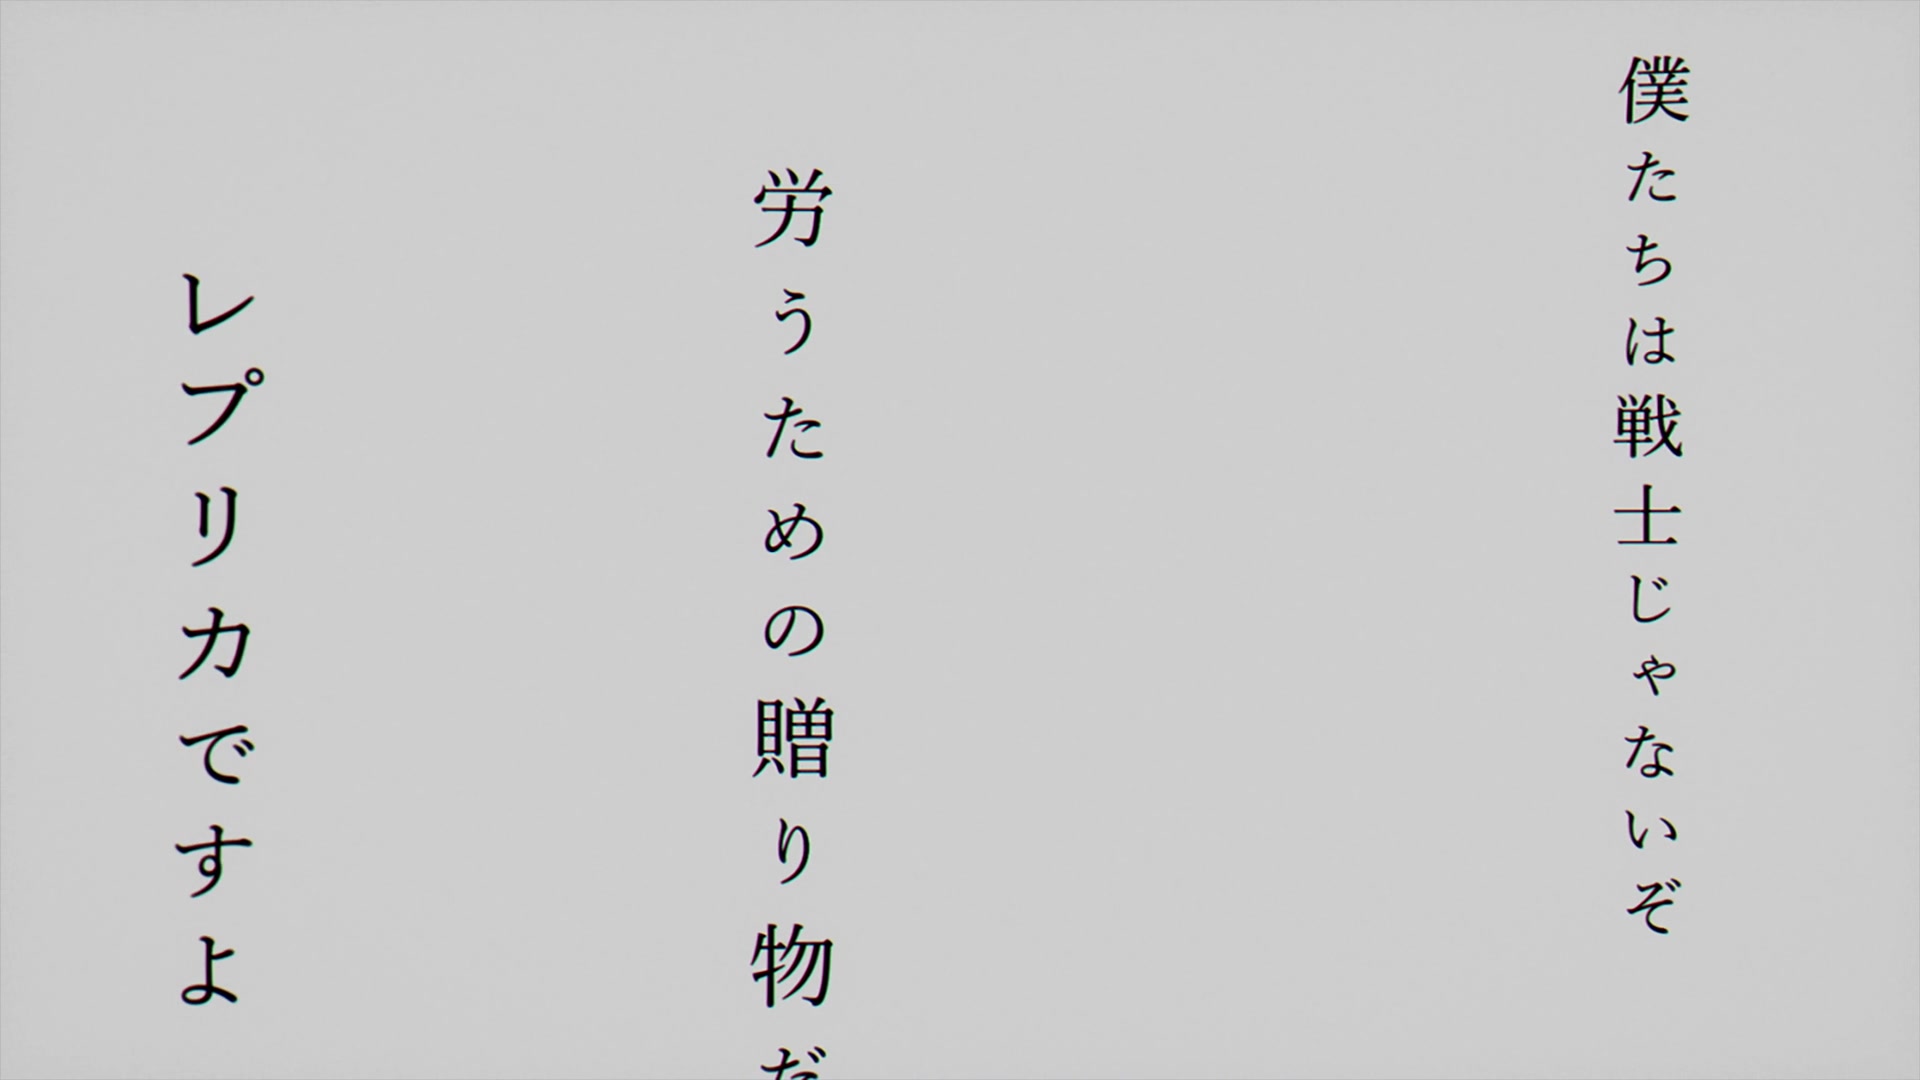 僕たちは戦士じゃないぞ
労うための贈り物だ
レプリカですよ